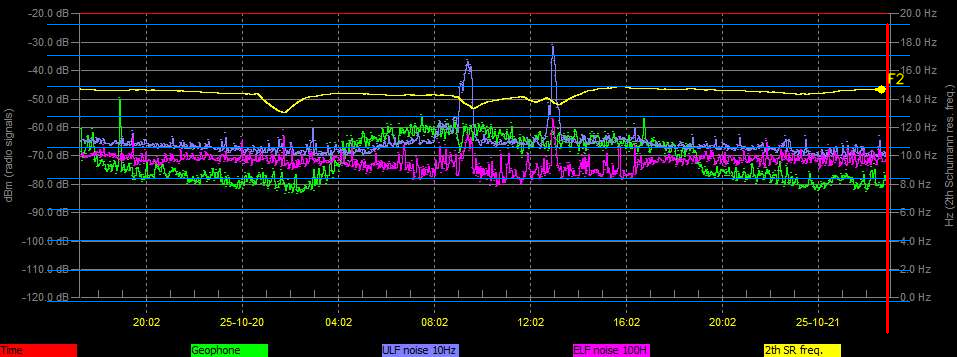 -20.0 dB 20.0 Hz
-30.0 dB 18.0 Hz
-40.0 dB 16.0 Hz
F2
-50.0 dB 14.0 Hz
-60.0 dB 12.0 Hz
-70.0 dB 10.0 Hz
-80.0 dB 8.0 Hz
-90.0 dB 6.0 Hz
-100.0 dB 4.0 Hz
-110.0 dB 2.0 Hz
-120.0 dB 0.0 Hz
dBm (radio signals)
Hz (2th Schumann res. freq.)
20:02 25-10-20 04:02 08:02 12:02 16:02 20:02 25-10-21
Time Geophone ULF noise 10Hz ELF noise 100H 2th SR freq.